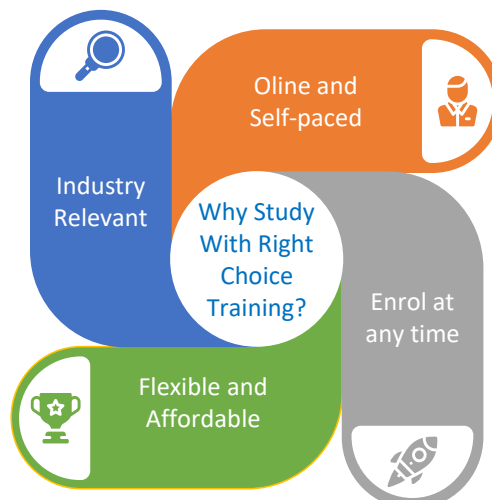 Oline and
Self-paced
Industry
Relevant
Why Study
With Right
Choice
Training?
Enrol at
any time
Flexible and
Affordable